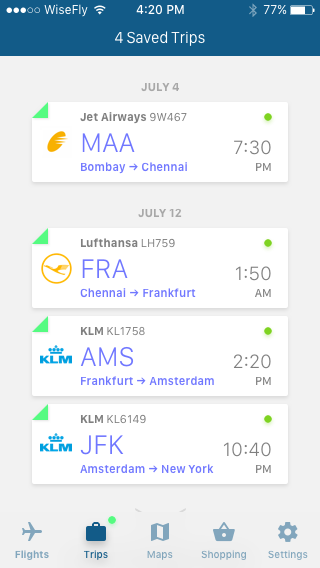 WiseFly 4:20 PM 77%
4 Saved Trips
JULY 4
Jet Airways 9W467
MAA 7:30
Bombay → Chennai PM
JULY 12
Lufthansa LH759
FRA 1:50
Chennai → Frankfurt AM
KLM KL1758
KLM AMS 2:20
Frankfurt → Amsterdam PM
KLM KL6149
KLM JFK 10:40
Amsterdam → New York PM
Flights Trips Maps Shopping Settings